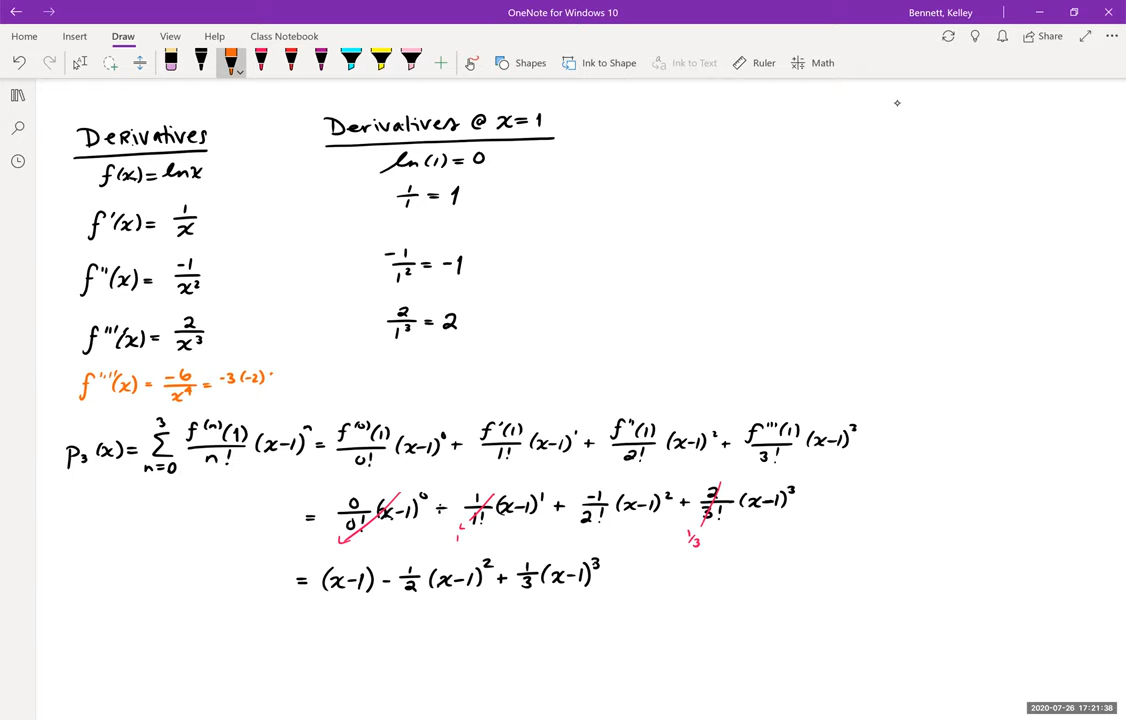 OneNote for Windows 10
Bennett, Kelley
Home Insert Draw View Help Class Notebook
Share
Shapes Ink to Shape Ink to Text Ruler Math
Derivatives
f(x) = ln x
f'(x) = 1/x
f''(x) = -1/x²
f'''(x) = 2/x³
f''''(x) = -6/x⁴ = -3(-2)·
Derivatives @ x=1
ln(1) = 0
1/1 = 1
-1/1² = -1
2/1³ = 2
P₃(x) = ∑_{n=0}^{3} f⁽ⁿ⁾(1)/n! (x-1)ⁿ = f⁽⁰⁾(1)/0! (x-1)⁰ + f'(1)/1! (x-1)¹ + f''(1)/2! (x-1)² + f'''(1)/3! (x-1)³
= 0/0! (x-1)⁰ + 1/1! (x-1)¹ + -1/2! (x-1)² + 2/3! (x-1)³
1 1/3
= (x-1) - 1/2 (x-1)² + 1/3 (x-1)³
2020-07-26 17:21:38